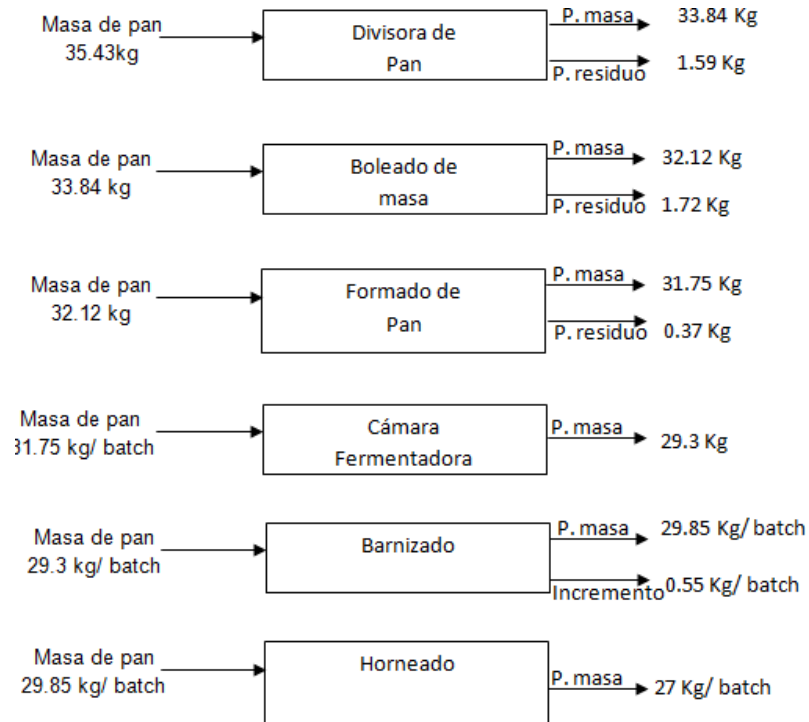 Masa de pan
35.43kg
Divisora de
Pan
P. masa
33.84 Kg
P. residuo
1.59 Kg
Masa de pan
33.84 kg
Boleado de
masa
P. masa
32.12 Kg
P. residuo
1.72 Kg
Masa de pan
32.12 kg
Formado de
Pan
P. masa
31.75 Kg
P. residuo
0.37 Kg
Masa de pan
31.75 kg/ batch
Cámara
Fermentadora
P. masa
29.3 Kg
Masa de pan
29.3 kg/ batch
Barnizado
P. masa
29.85 Kg/ batch
Incremento
0.55 Kg/ batch
Masa de pan
29.85 kg/ batch
Horneado
P. masa
27 Kg/ batch